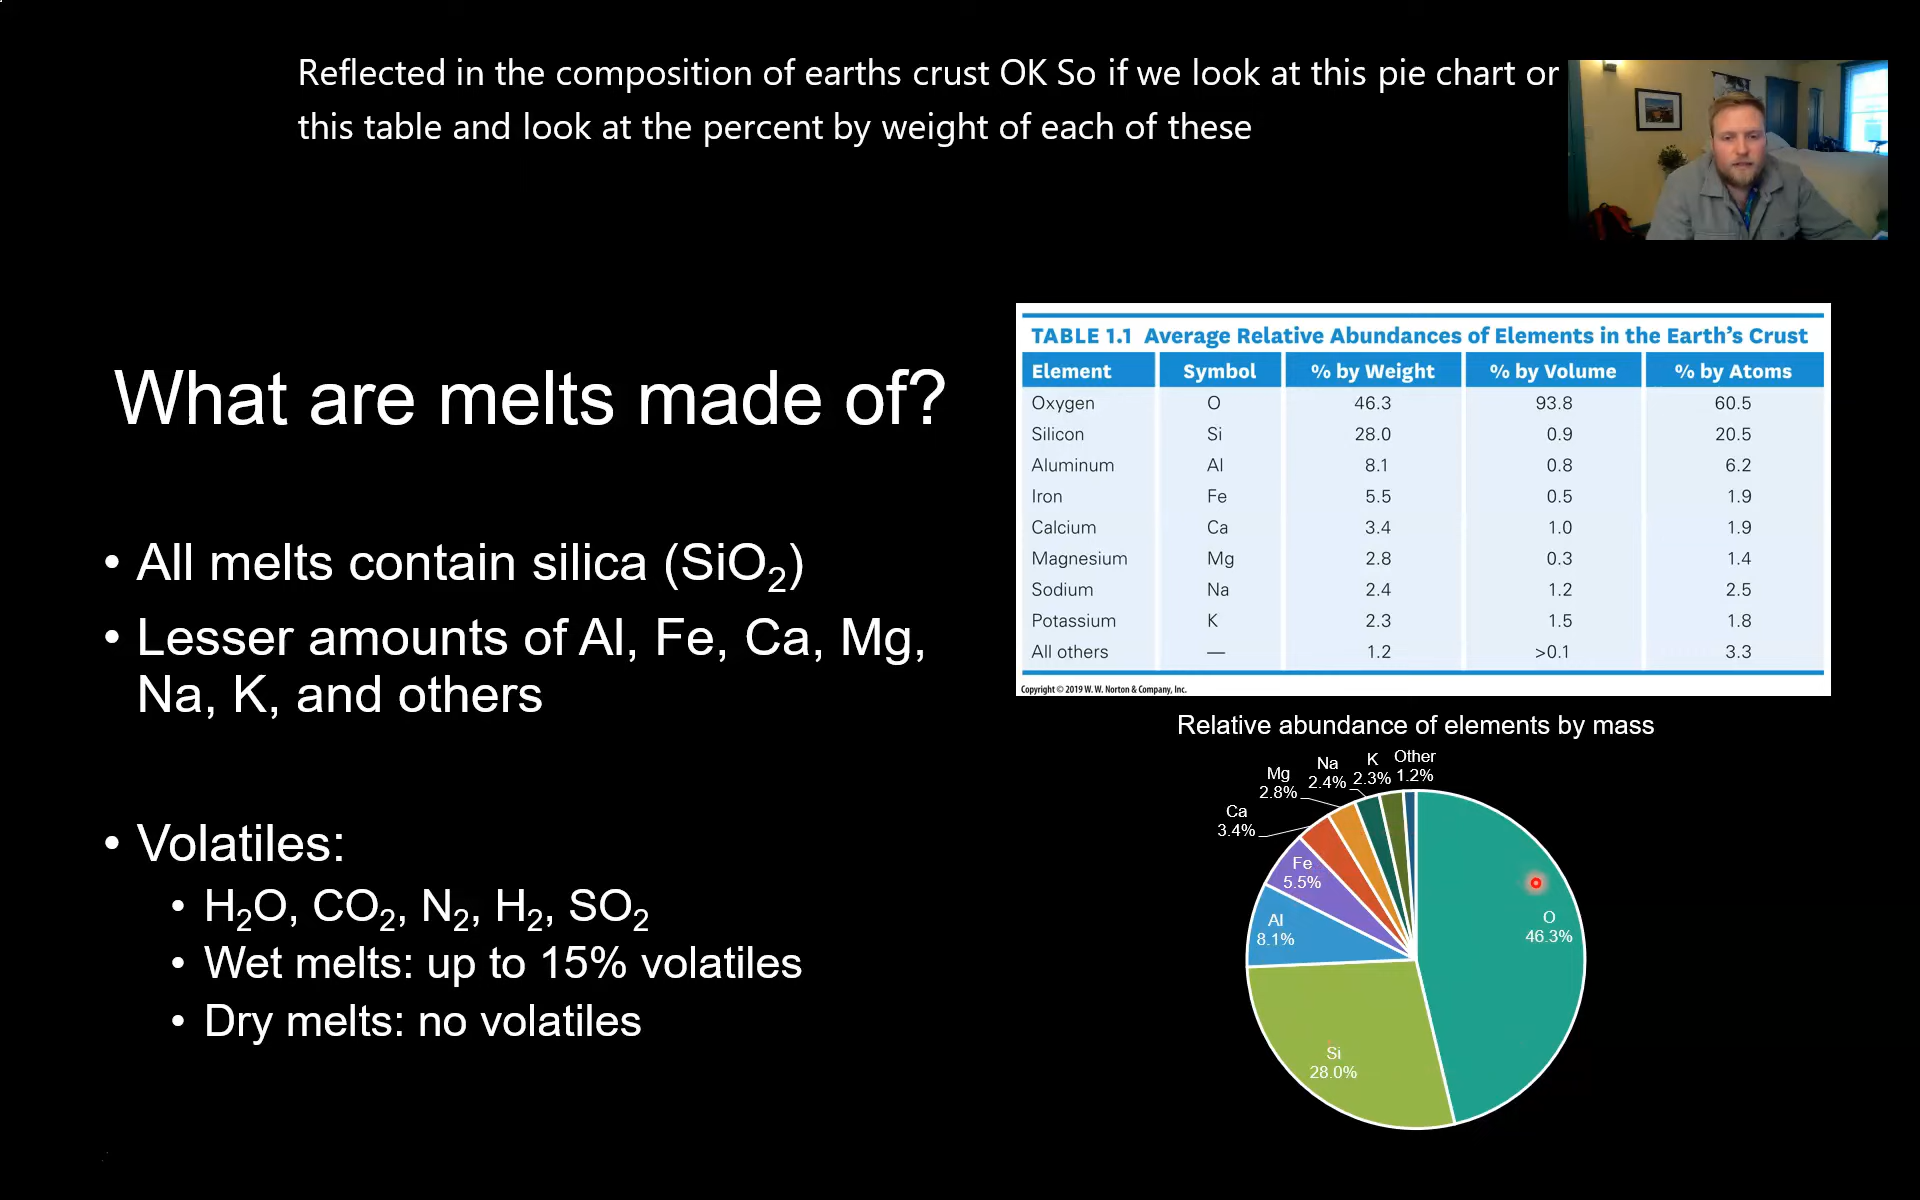 Reflected in the composition of earths crust OK So if we look at this pie chart or
this table and look at the percent by weight of each of these
What are melts made of?
• All melts contain silica (SiO₂)
• Lesser amounts of Al, Fe, Ca, Mg,
Na, K, and others
• Volatiles:
• H₂O, CO₂, N₂, H₂, SO₂
• Wet melts: up to 15% volatiles
• Dry melts: no volatiles
TABLE 1.1 Average Relative Abundances of Elements in the Earth's Crust
Element Symbol % by Weight % by Volume % by Atoms
Oxygen O 46.3 93.8 60.5
Silicon Si 28.0 0.9 20.5
Aluminum Al 8.1 0.8 6.2
Iron Fe 5.5 0.5 1.9
Calcium Ca 3.4 1.0 1.9
Magnesium Mg 2.8 0.3 1.4
Sodium Na 2.4 1.2 2.5
Potassium K 2.3 1.5 1.8
All others — 1.2 >0.1 3.3
Copyright © 2019 W. W. Norton & Company, Inc.
Relative abundance of elements by mass
Other
1.2%
K
2.3%
Na
2.4%
Mg
2.8%
Ca
3.4%
Fe
5.5%
Al
8.1%
O
46.3%
Si
28.0%